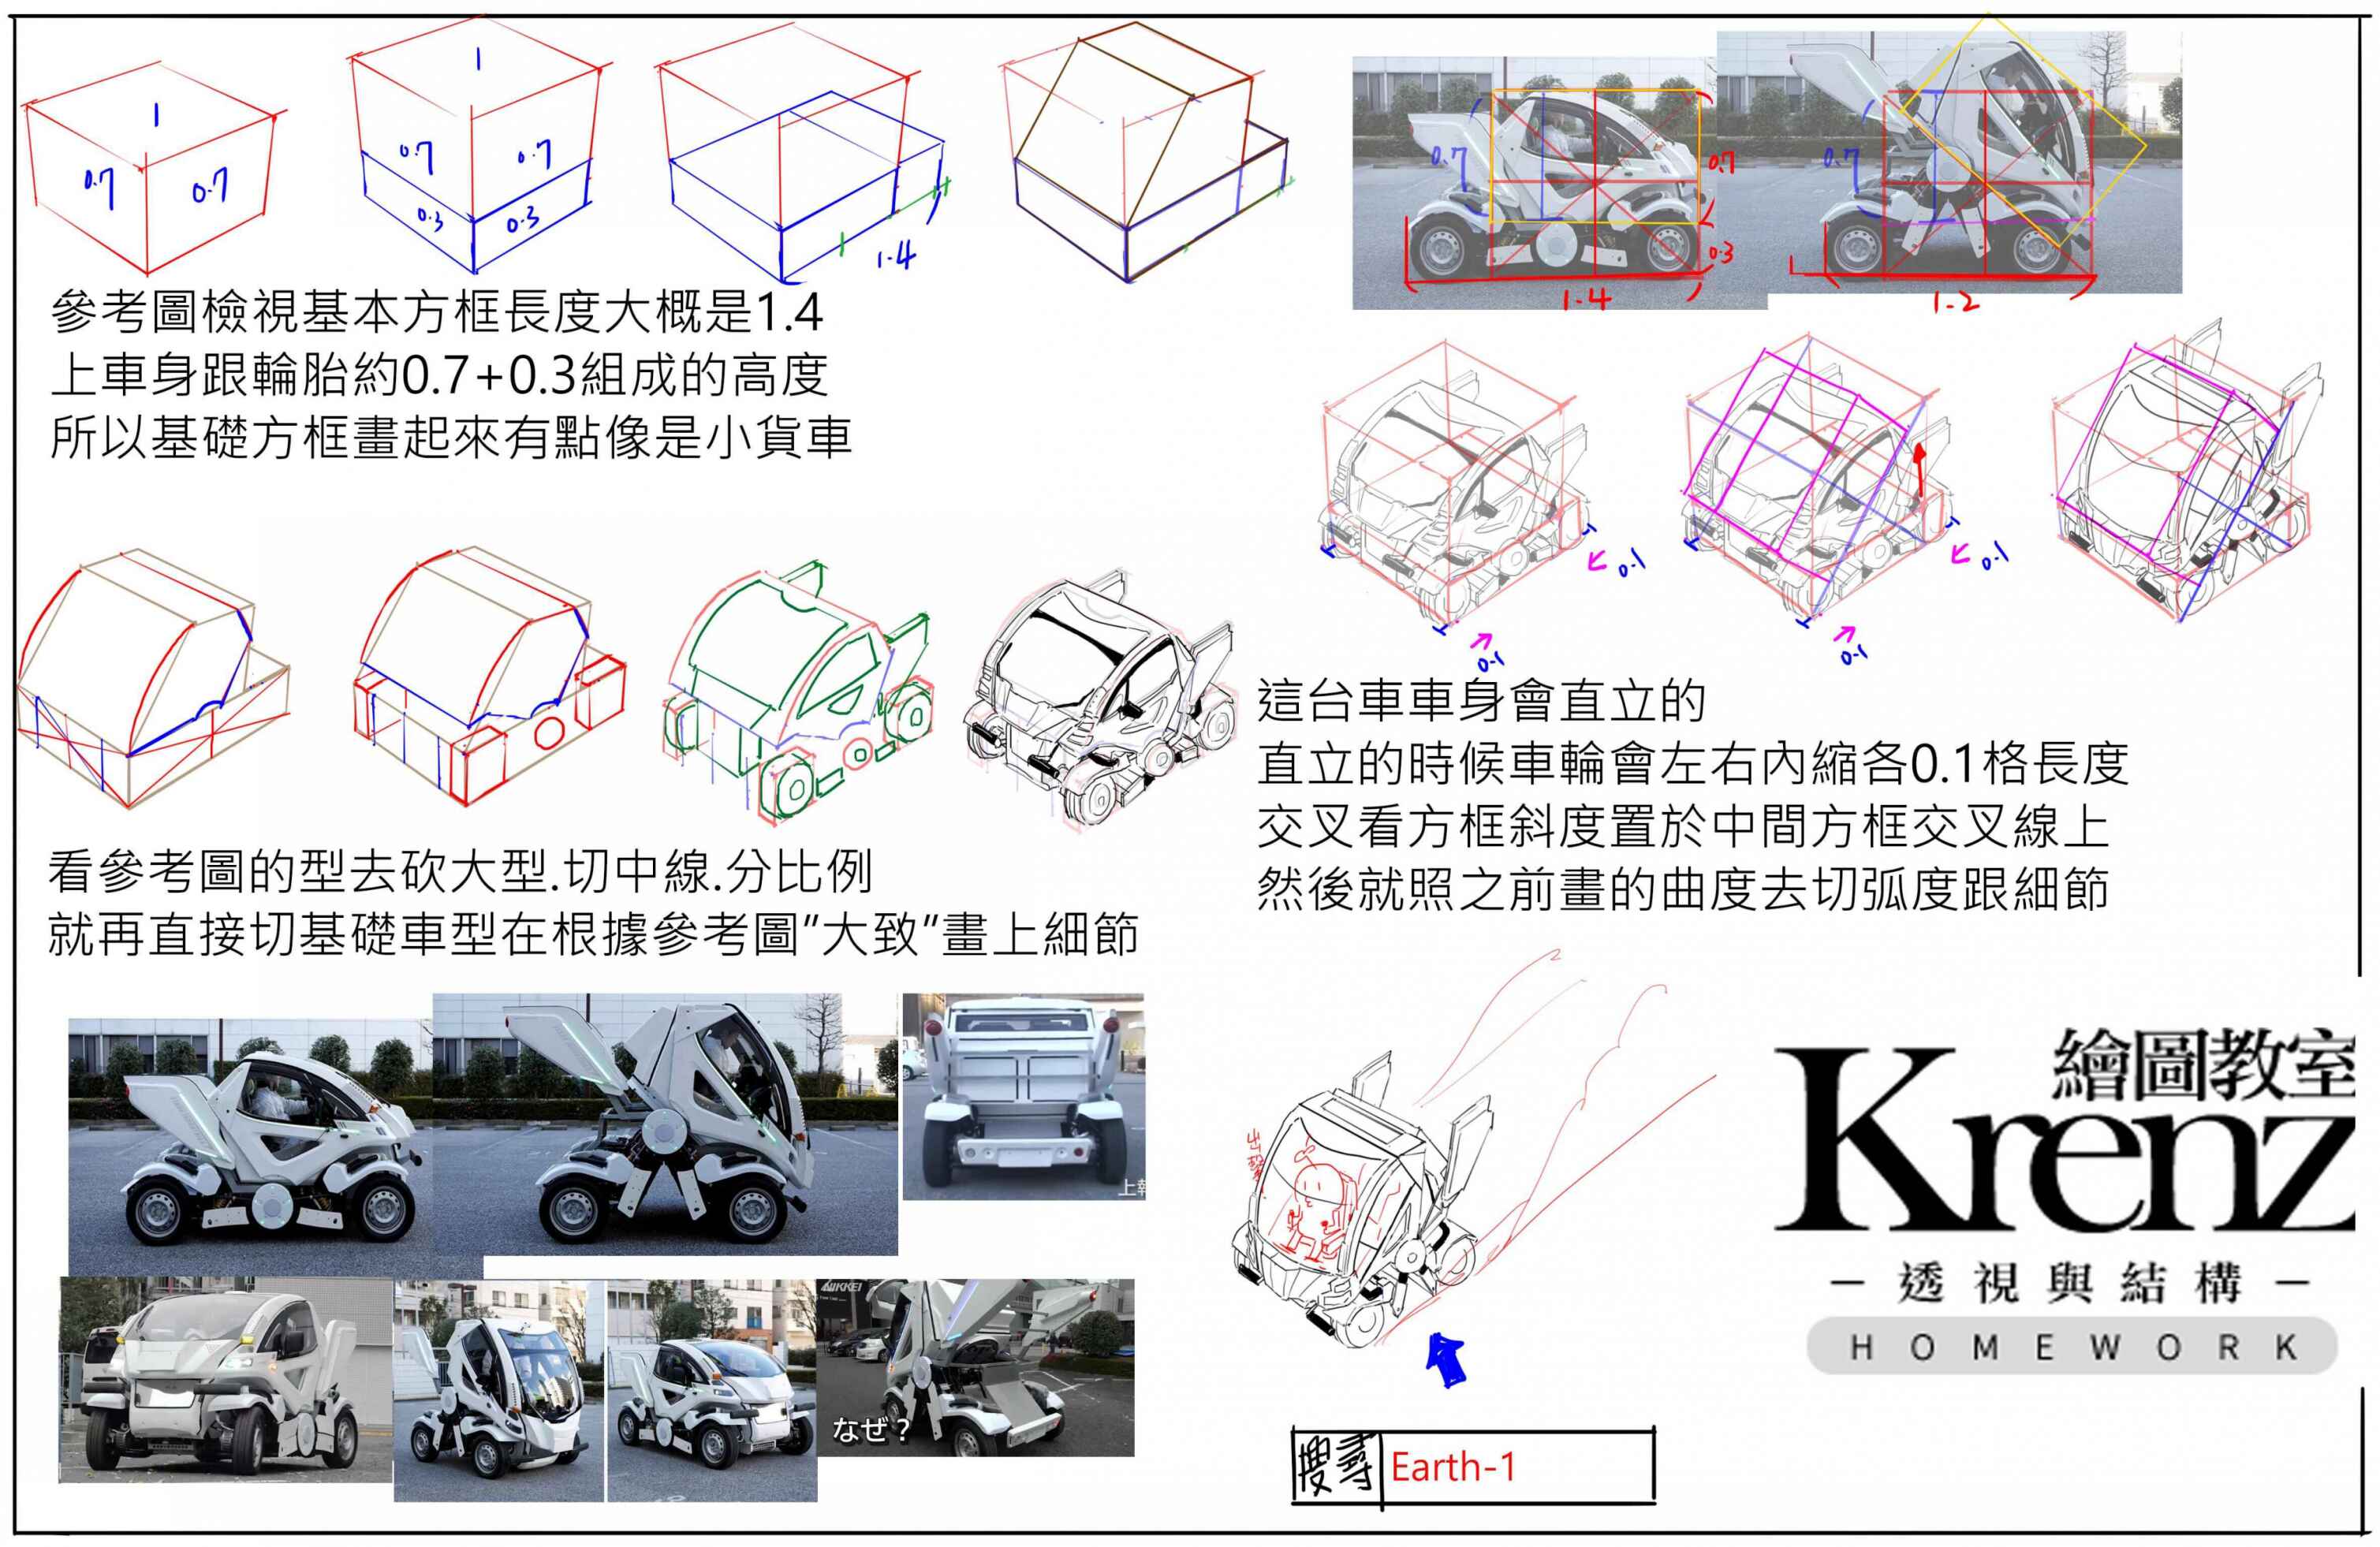 1
0.7
0.7
1
0.7
0.7
0.3
0.3
1.4
參考圖檢視基本方框長度大概是1.4
上車身跟輪胎約0.7+0.3組成的高度
所以基礎方框畫起來有點像是小貨車
0.7
0.7
0.3
1.4
0.7
1.2
0.1
0.1
0.1
0.1
這台車車身會直立的
直立的時候車輪會左右內縮各0.1格長度
交叉看方框斜度置於中間方框交叉線上
然後就照之前畫的曲度去切弧度跟細節
看參考圖的型去砍大型.切中線.分比例
就再直接切基礎車型在根據參考圖"大致"畫上細節
上報
NIKKEI
なぜ？
出擊
繪圖教室
Krenz
－透視與結構－
HOMEWORK
搜尋 Earth-1